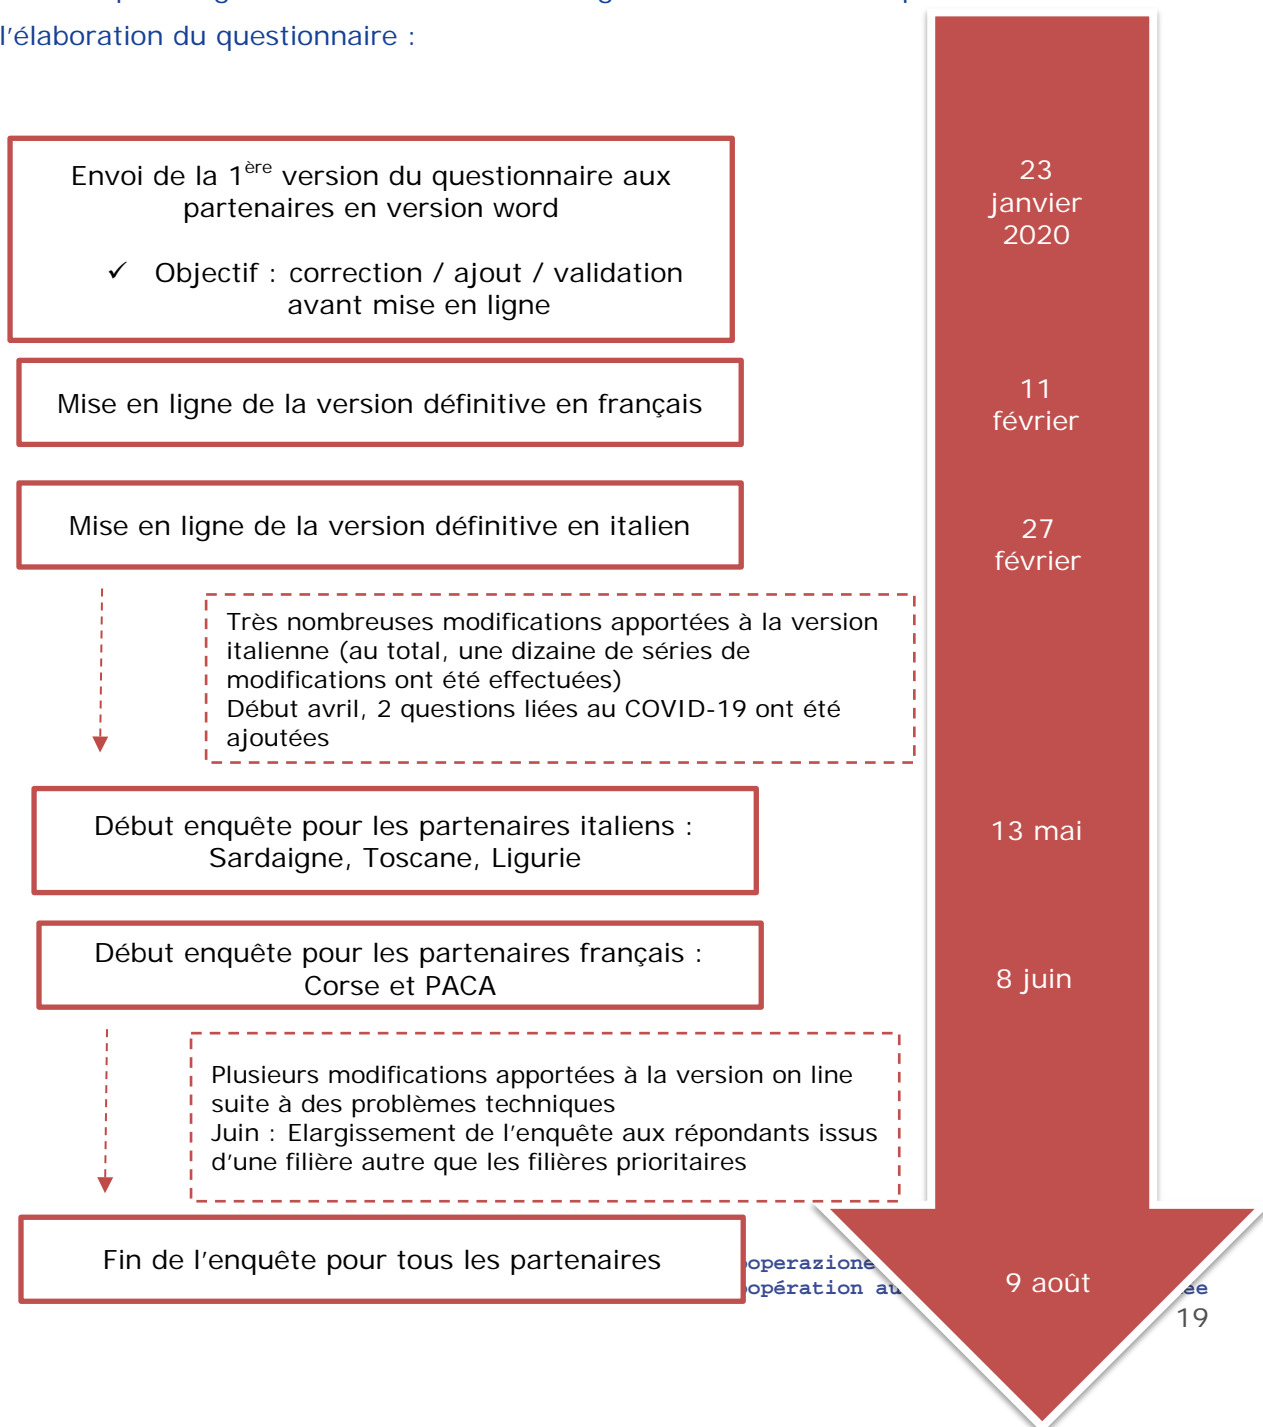 l'élaboration du questionnaire :
Envoi de la 1ère version du questionnaire aux
partenaires en version word
✓ Objectif : correction / ajout / validation
avant mise en ligne
23
janvier
2020
Mise en ligne de la version définitive en français
11
février
Mise en ligne de la version définitive en italien
27
février
Très nombreuses modifications apportées à la version
italienne (au total, une dizaine de séries de
modifications ont été effectuées)
Début avril, 2 questions liées au COVID-19 ont été
ajoutées
Début enquête pour les partenaires italiens :
Sardaigne, Toscane, Ligurie
13 mai
Début enquête pour les partenaires français :
Corse et PACA
8 juin
Plusieurs modifications apportées à la version on line
suite à des problèmes techniques
Juin : Elargissement de l'enquête aux répondants issus
d'une filière autre que les filières prioritaires
Fin de l'enquête pour tous les partenaires
9 août
ooperazione
opération au
19